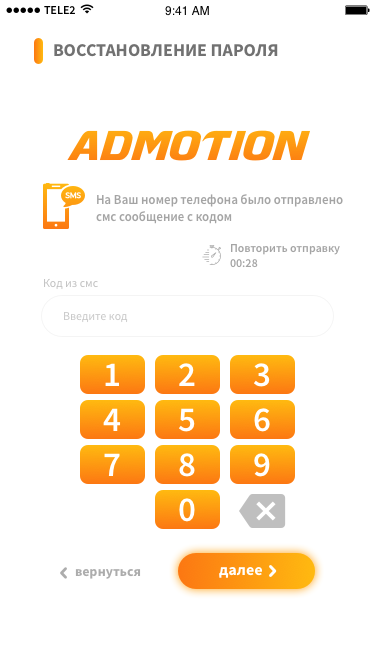 TELE2 9:41 AM
ВОССТАНОВЛЕНИЕ ПАРОЛЯ
ADMOTION
SMS
На Ваш номер телефона было отправлено
смс сообщение с кодом
Повторить отправку
00:28
Код из смс
Введите код
1 2 3
4 5 6
7 8 9
0
вернуться далее